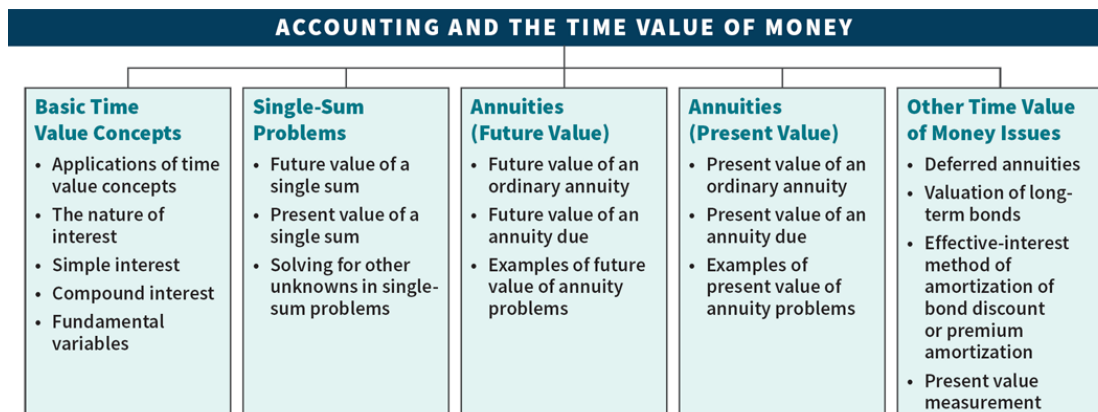 ACCOUNTING AND THE TIME VALUE OF MONEY
Basic Time
Value Concepts
• Applications of time
value concepts
• The nature of
interest
• Simple interest
• Compound interest
• Fundamental
variables
Single-Sum
Problems
• Future value of a
single sum
• Present value of a
single sum
• Solving for other
unknowns in single-
sum problems
Annuities
(Future Value)
• Future value of an
ordinary annuity
• Future value of an
annuity due
• Examples of future
value of annuity
problems
Annuities
(Present Value)
• Present value of an
ordinary annuity
• Present value of an
annuity due
• Examples of
present value of
annuity problems
Other Time Value
of Money Issues
• Deferred annuities
• Valuation of long-
term bonds
• Effective-interest
method of
amortization of
bond discount
or premium
amortization
• Present value
measurement